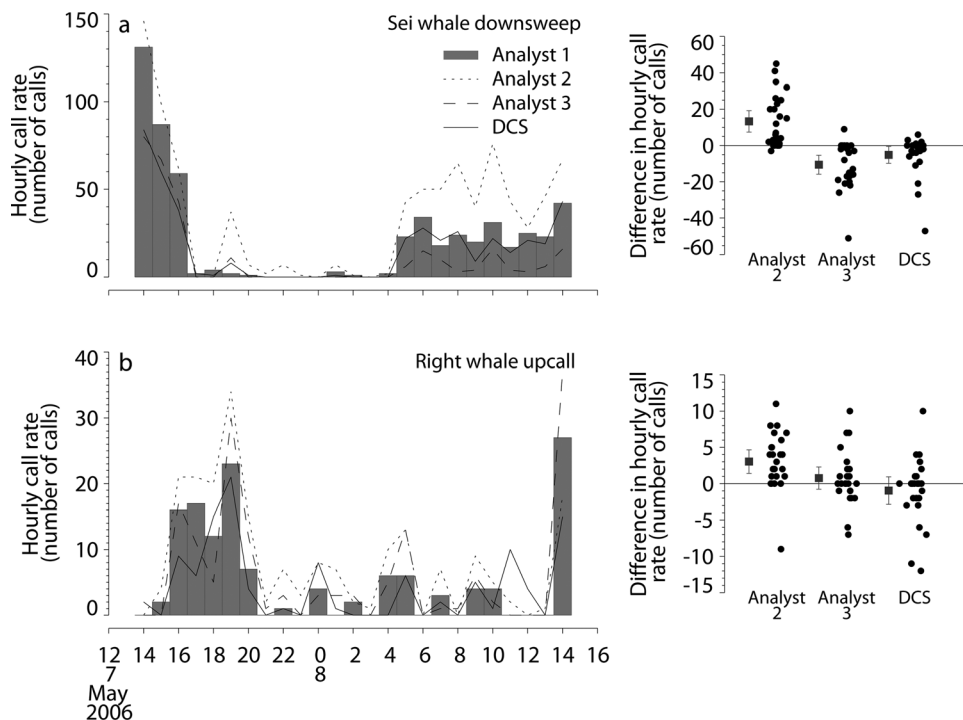 a
Sei whale downsweep
Analyst 1
Analyst 2
Analyst 3
DCS
Hourly call rate
(number of calls)
150
100
50
0
Difference in hourly call
rate (number of calls)
60
40
20
0
-20
-40
-60
Analyst
2
Analyst
3
DCS
b
Right whale upcall
Hourly call rate
(number of calls)
40
30
20
10
0
12 14 16 18 20 22 0 2 4 6 8 10 12 14 16
7 8
May
2006
Difference in hourly call
rate (number of calls)
15
10
5
0
-5
-10
-15
Analyst
2
Analyst
3
DCS